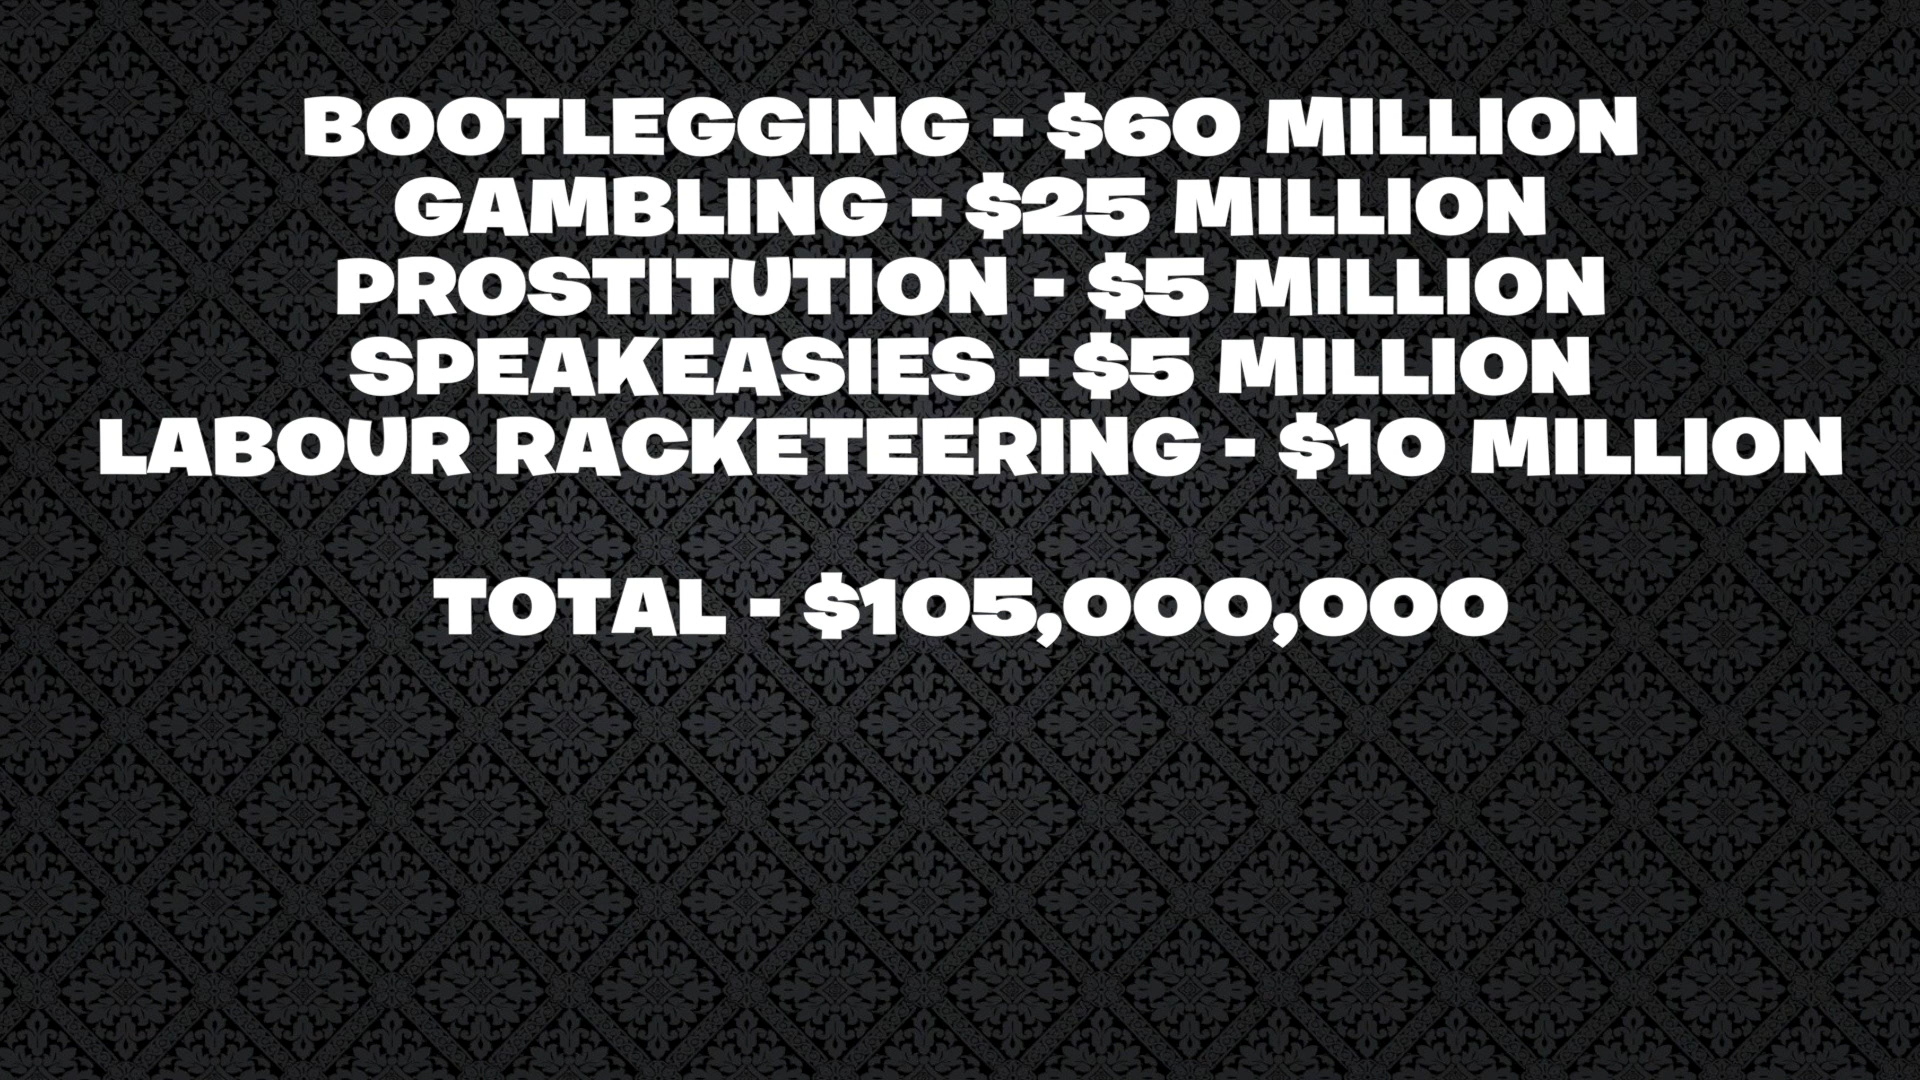 BOOTLEGGING - $60 MILLION
GAMBLING - $25 MILLION
PROSTITUTION - $5 MILLION
SPEAKEASIES - $5 MILLION
LABOUR RACKETEERING - $10 MILLION
TOTAL - $105,000,000